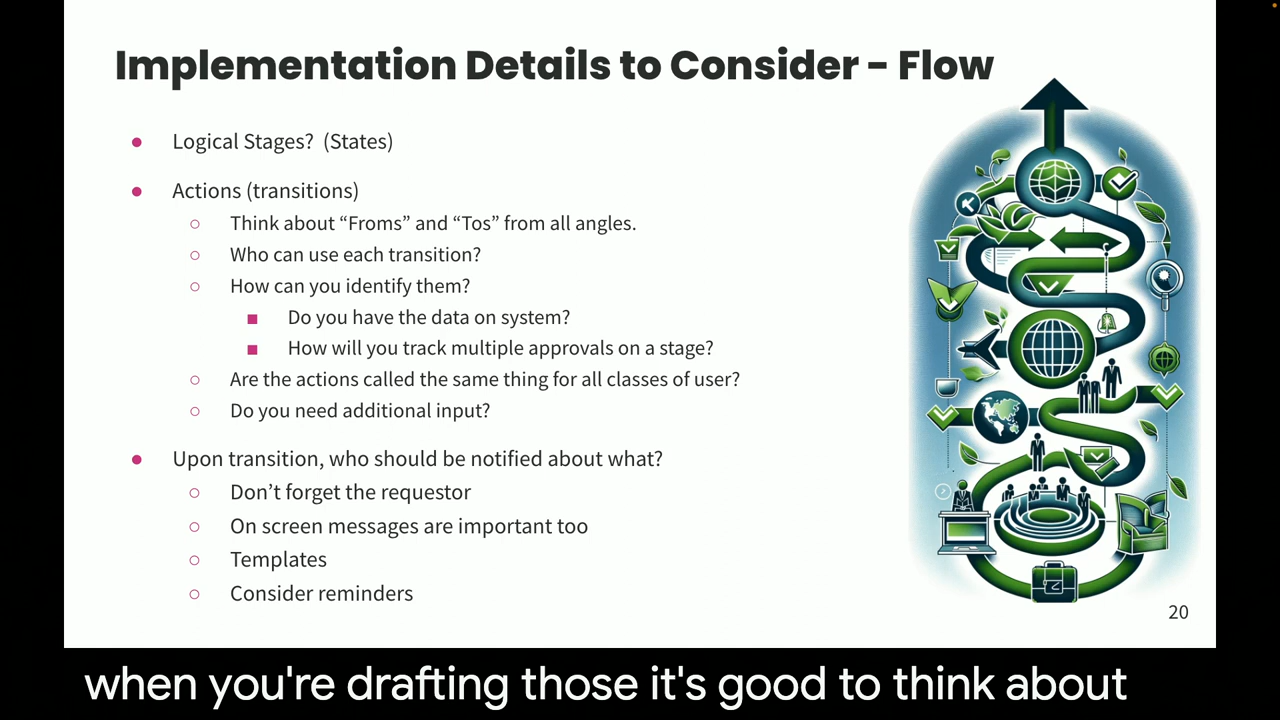 Implementation Details to Consider - Flow
● Logical Stages? (States)
● Actions (transitions)
○ Think about “Froms” and “Tos” from all angles.
○ Who can use each transition?
○ How can you identify them?
■ Do you have the data on system?
■ How will you track multiple approvals on a stage?
○ Are the actions called the same thing for all classes of user?
○ Do you need additional input?
● Upon transition, who should be notified about what?
○ Don’t forget the requestor
○ On screen messages are important too
○ Templates
○ Consider reminders
20
when you're drafting those it's good to think about